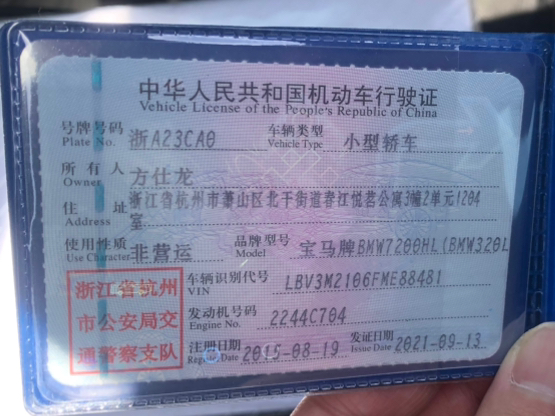 中华人民共和国机动车行驶证
Vehicle License of the People's Republic of China
号牌号码 浙A23CA0 车辆类型 小型轿车
Plate No. Vehicle Type
所有人 方仕龙
Owner
住址 浙江省杭州市萧山区北干街道春江悦茗公寓3幢2单元1204室
Address
使用性质 非营运 品牌型号 宝马牌BMW7200HL(BMW320L
Use Character Model
浙江省杭州
市公安局交
通警察支队
车辆识别代号 LBV3M2106FME88481
VIN
发动机号码 2244C704
Engine No.
注册日期 2015-08-19 发证日期 2021-09-13
Register Date Issue Date